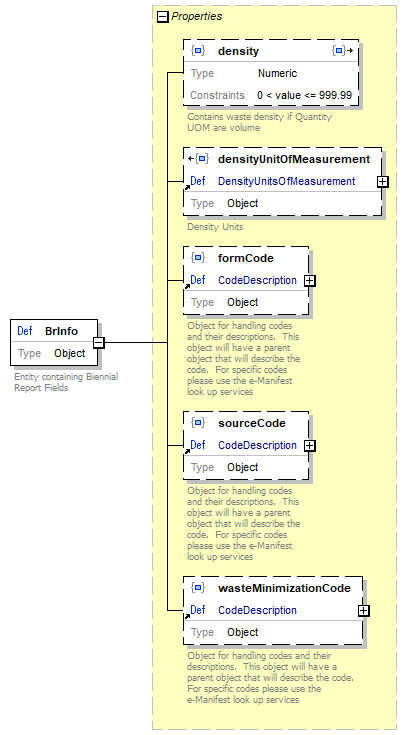 Properties
density
Type Numeric
Constraints 0 < value <= 999.99
Contains waste density if Quantity
UOM are volume
densityUnitOfMeasurement
Def DensityUnitsOfMeasurement
Type Object
Density Units
formCode
Def CodeDescription
Type Object
Object for handling codes
and their descriptions.  This
object will have a parent
object that will describe the
code.  For specific codes
please use the e-Manifest
look up services
Def BrInfo
Type Object
Entity containing Biennial
Report Fields
sourceCode
Def CodeDescription
Type Object
Object for handling codes
and their descriptions.  This
object will have a parent
object that will describe the
code.  For specific codes
please use the e-Manifest
look up services
wasteMinimizationCode
Def CodeDescription
Type Object
Object for handling codes and their
descriptions.  This object will have a
parent object that will describe the code.
For specific codes please use the
e-Manifest look up services